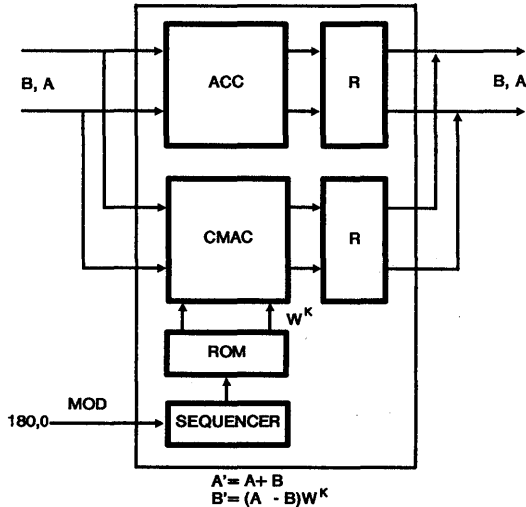 ACC
R
B, A
B, A
CMAC
R
W^K
ROM
MOD
180,0
SEQUENCER
A'= A+ B
B'= (A - B)W^K